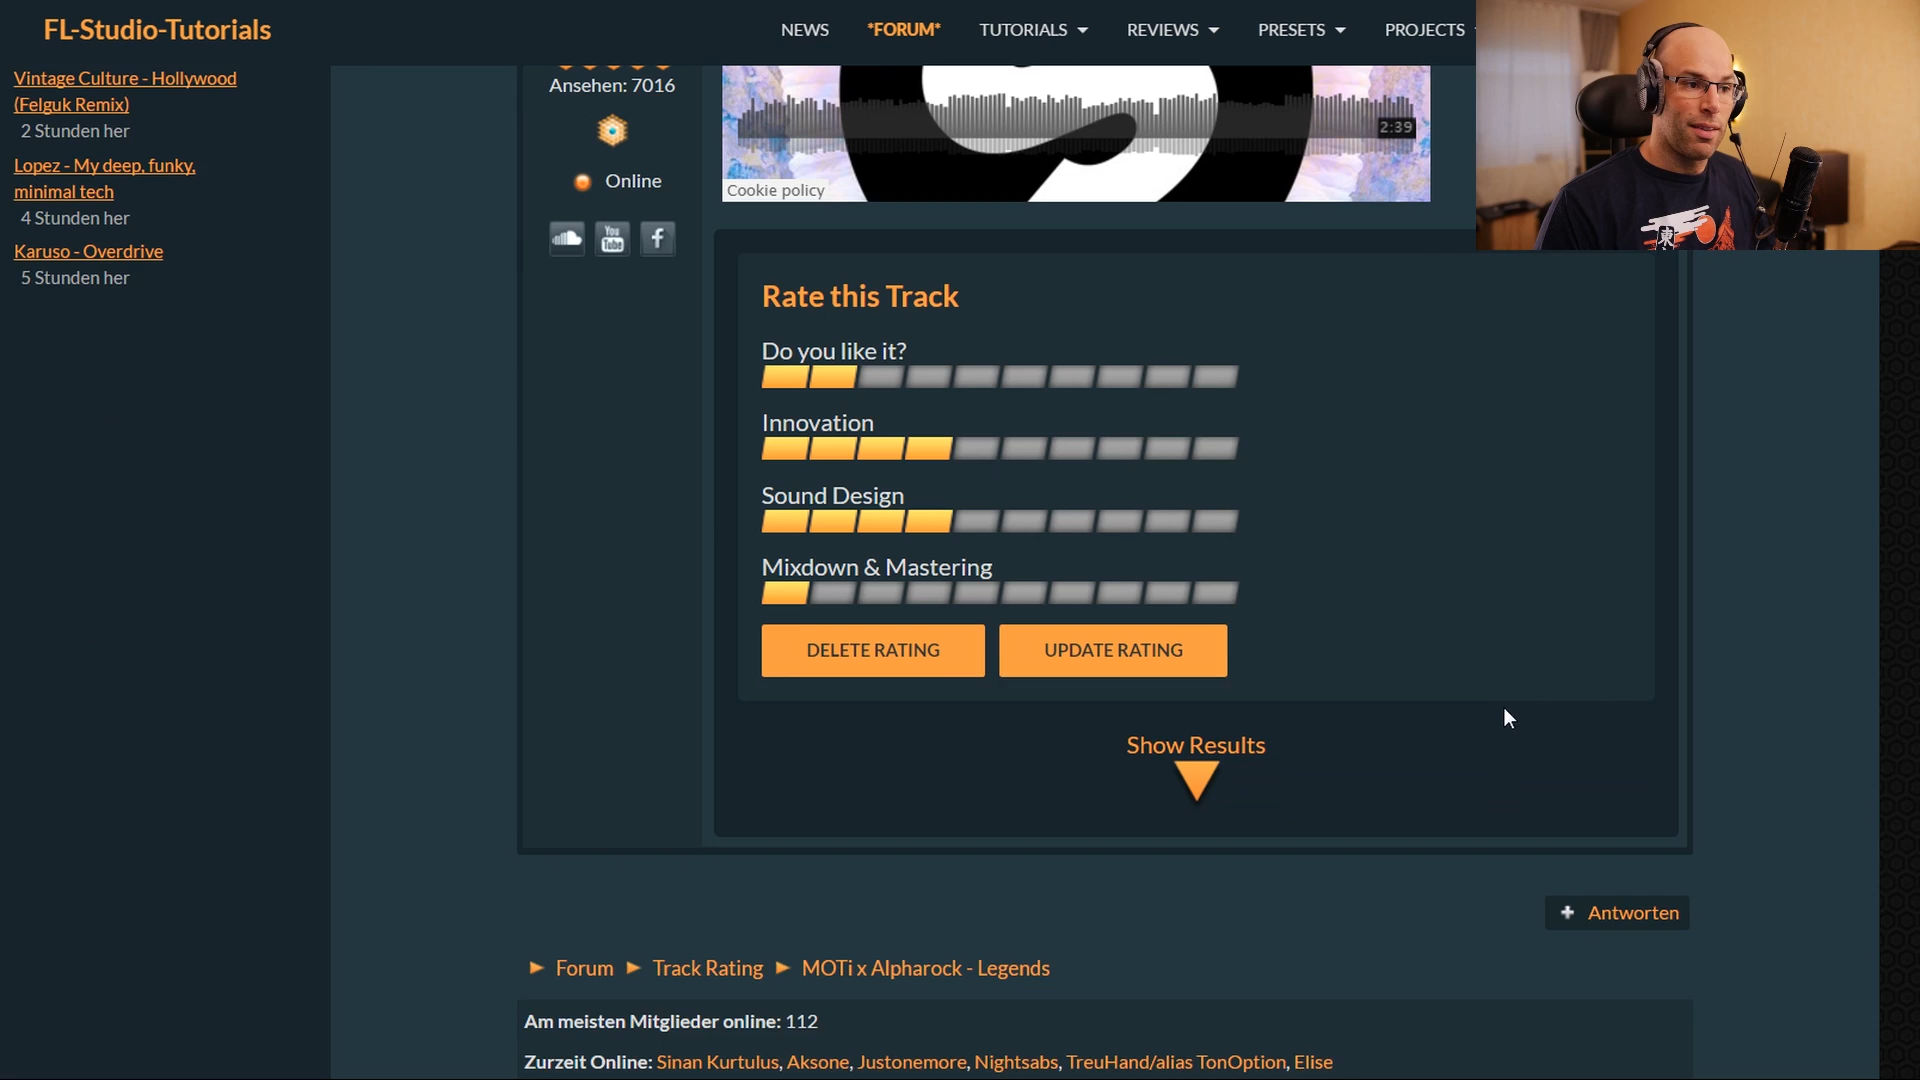 FL-Studio-Tutorials
NEWS
*FORUM*
TUTORIALS
REVIEWS
PRESETS
PROJECTS
Vintage Culture - Hollywood
(Felguk Remix)
2 Stunden her
Lopez - My deep, funky,
minimal tech
4 Stunden her
Karuso - Overdrive
5 Stunden her
Ansehen: 7016
Online
You
Tube
f
2:39
Cookie policy
Rate this Track
Do you like it?
Innovation
Sound Design
Mixdown & Mastering
DELETE RATING
UPDATE RATING
Show Results
Antworten
Forum
Track Rating
MOTi x Alpharock - Legends
Am meisten Mitglieder online: 112
Zurzeit Online: Sinan Kurtulus, Aksone, Justonemore, Nightsabs, TreuHand/alias TonOption, Elise